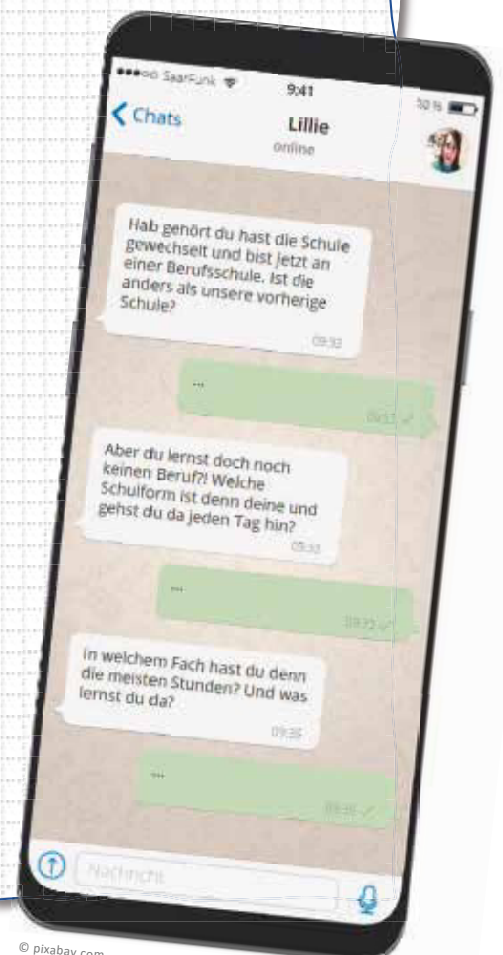 SaarFunk
9:41
50 %
Chats
Lillie
online
Hab gehört du hast die Schule
gewechselt und bist jetzt an
einer Berufsschule. Ist die
anders als unsere vorherige
Schule?
09:33
...
Aber du lernst doch noch
keinen Beruf?! Welche
Schulform ist denn deine und
gehst du da jeden Tag hin?
09:33
...
In welchem Fach hast du denn
die meisten Stunden? Und was
lernst du da?
...
Nachricht
© pixabay.com